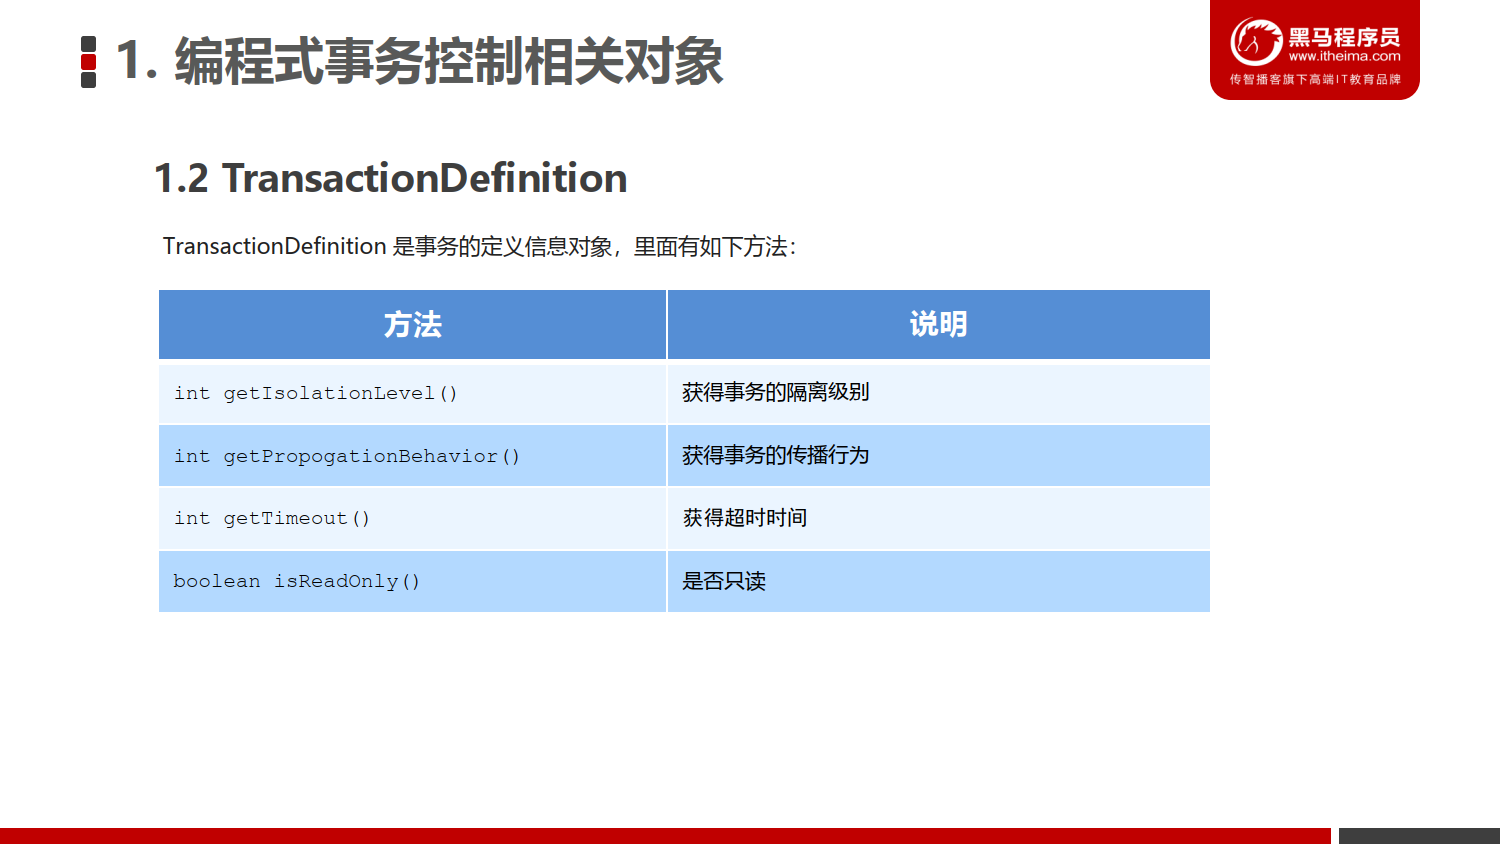 1. 编程式事务控制相关对象
黑马程序员
www.itheima.com
传智播客旗下高端IT教育品牌
1.2 TransactionDefinition
TransactionDefinition 是事务的定义信息对象，里面有如下方法：
方法 说明
int getIsolationLevel() 获得事务的隔离级别
int getPropogationBehavior() 获得事务的传播行为
int getTimeout() 获得超时时间
boolean isReadOnly() 是否只读